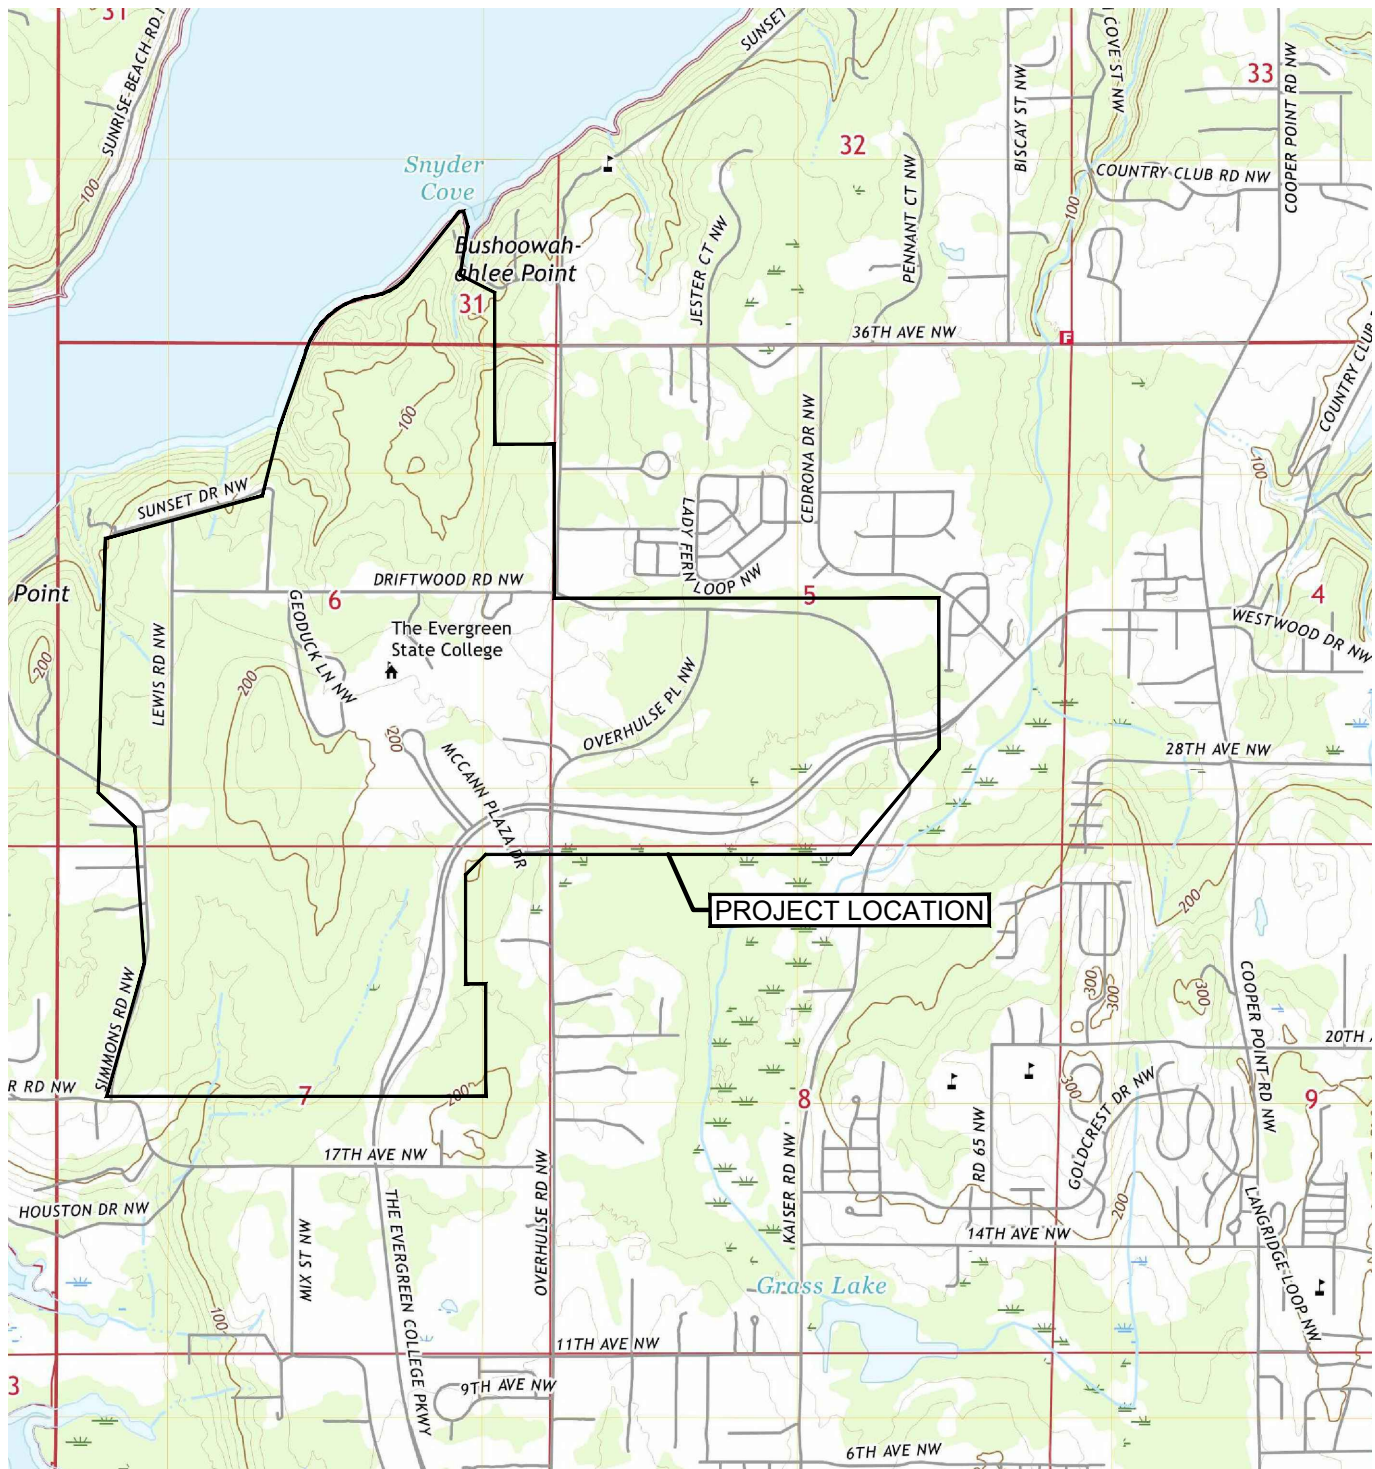 31
SUNRISE BEACH RD
SUNSET
BISCAY ST NW
COVE ST NW
33
COOPER POINT RD NW
Snyder
Cove
32
PENNANT CT NW
COUNTRY CLUB RD NW
100
100
JESTER CT NW
Bushoowah-
ahlee Point
31
36TH AVE NW
F
COUNTRY CLUB
100
CEDRONA DR NW
100
SUNSET DR NW
LADY FERN
LOOP NW
DRIFTWOOD RD NW
Point
6
5
4
GEODUCK LN NW
The Evergreen
State College
WESTWOOD DR NW
200
LEWIS RD NW
200
OVERHULSE PL NW
200
MCCANN PLAZA DR
28TH AVE NW
PROJECT LOCATION
200
SIMMONS RD NW
300
300
300
COOPER POINT RD NW
20TH
R RD NW
7
200
8
300
GOLDCREST DR NW
9
RD 65 NW
17TH AVE NW
OVERHULSE RD NW
KAISER RD NW
HOUSTON DR NW
200
LANGRIDGE LOOP NW
MIX ST NW
THE EVERGREEN COLLEGE PKWY
14TH AVE NW
Grass Lake
100
11TH AVE NW
3
9TH AVE NW
6TH AVE NW